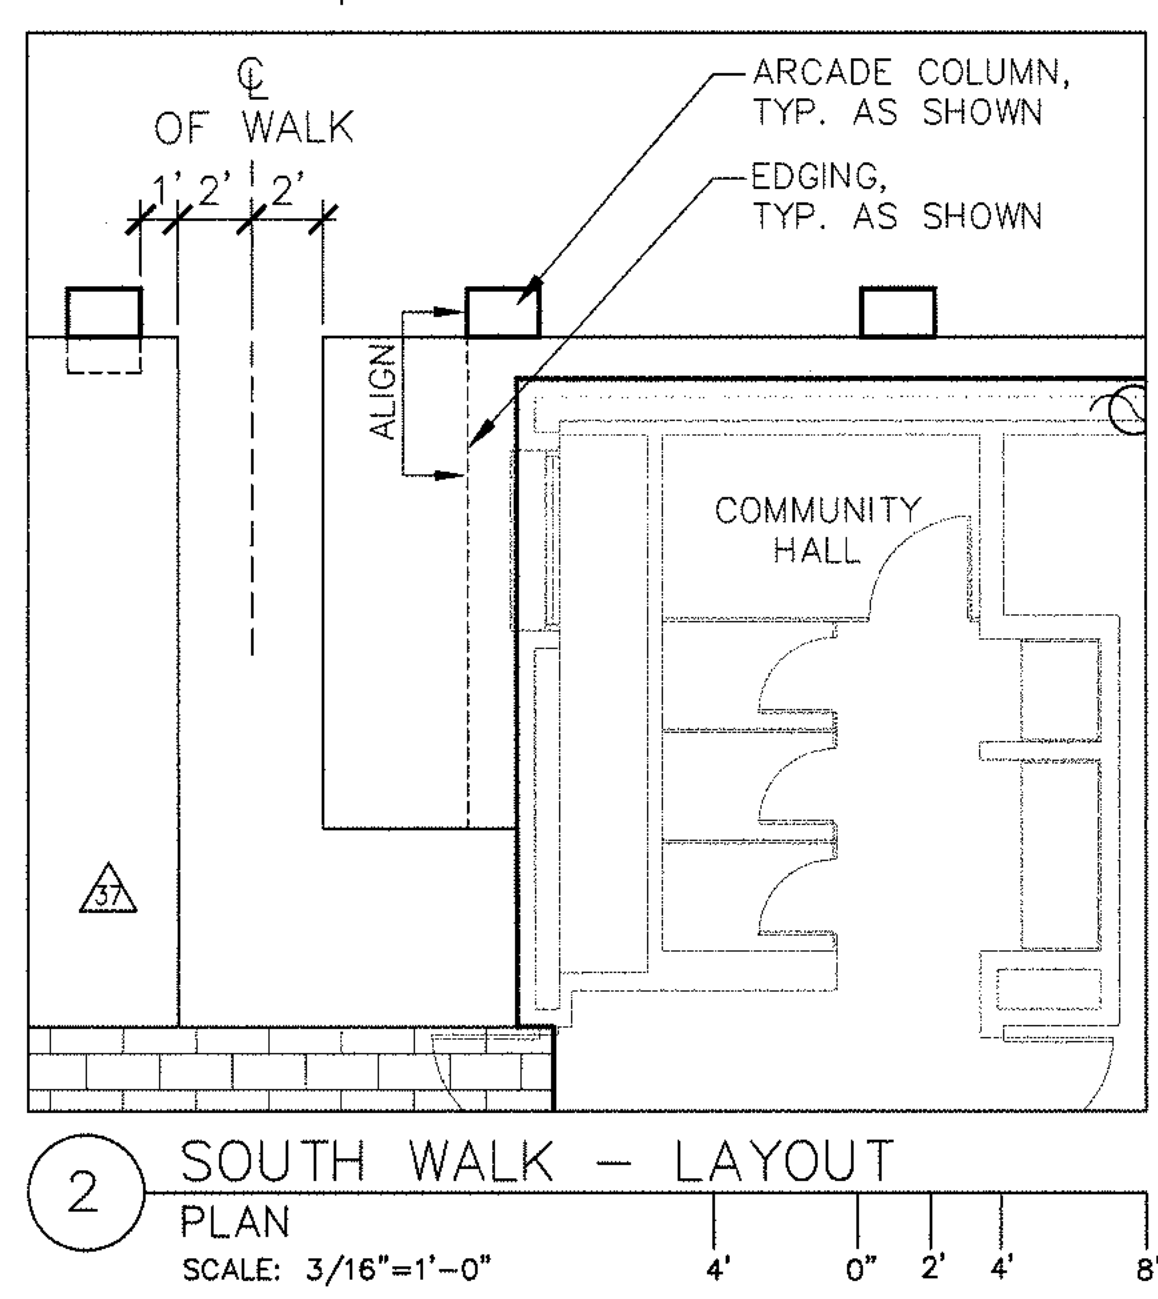 ℄
OF WALK
1' 2' 2'
ARCADE COLUMN,
TYP. AS SHOWN
EDGING,
TYP. AS SHOWN
ALIGN
COMMUNITY
HALL
37
2
SOUTH WALK – LAYOUT
PLAN
SCALE: 3/16"=1'-0"
4' 0" 2' 4' 8'